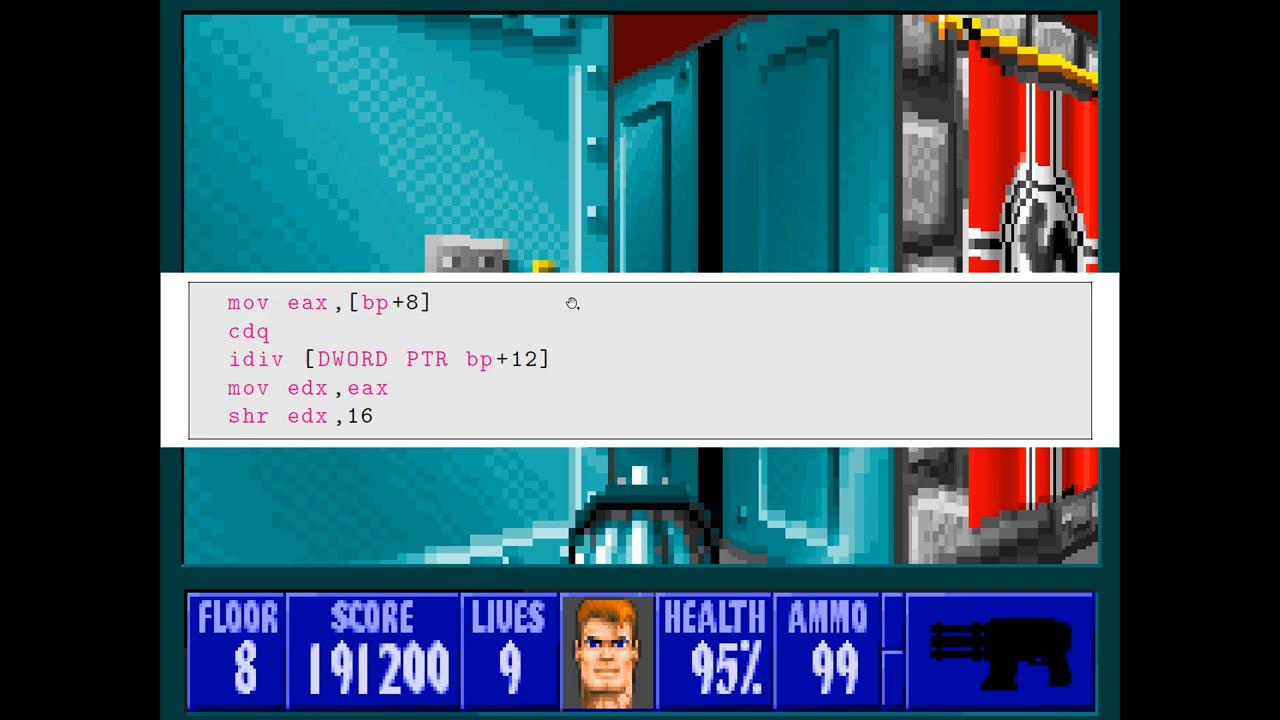 mov eax,[bp+8]
cdq
idiv [DWORD PTR bp+12]
mov edx,eax
shr edx,16
FLOOR SCORE LIVES HEALTH AMMO
8 191200 9 95% 99